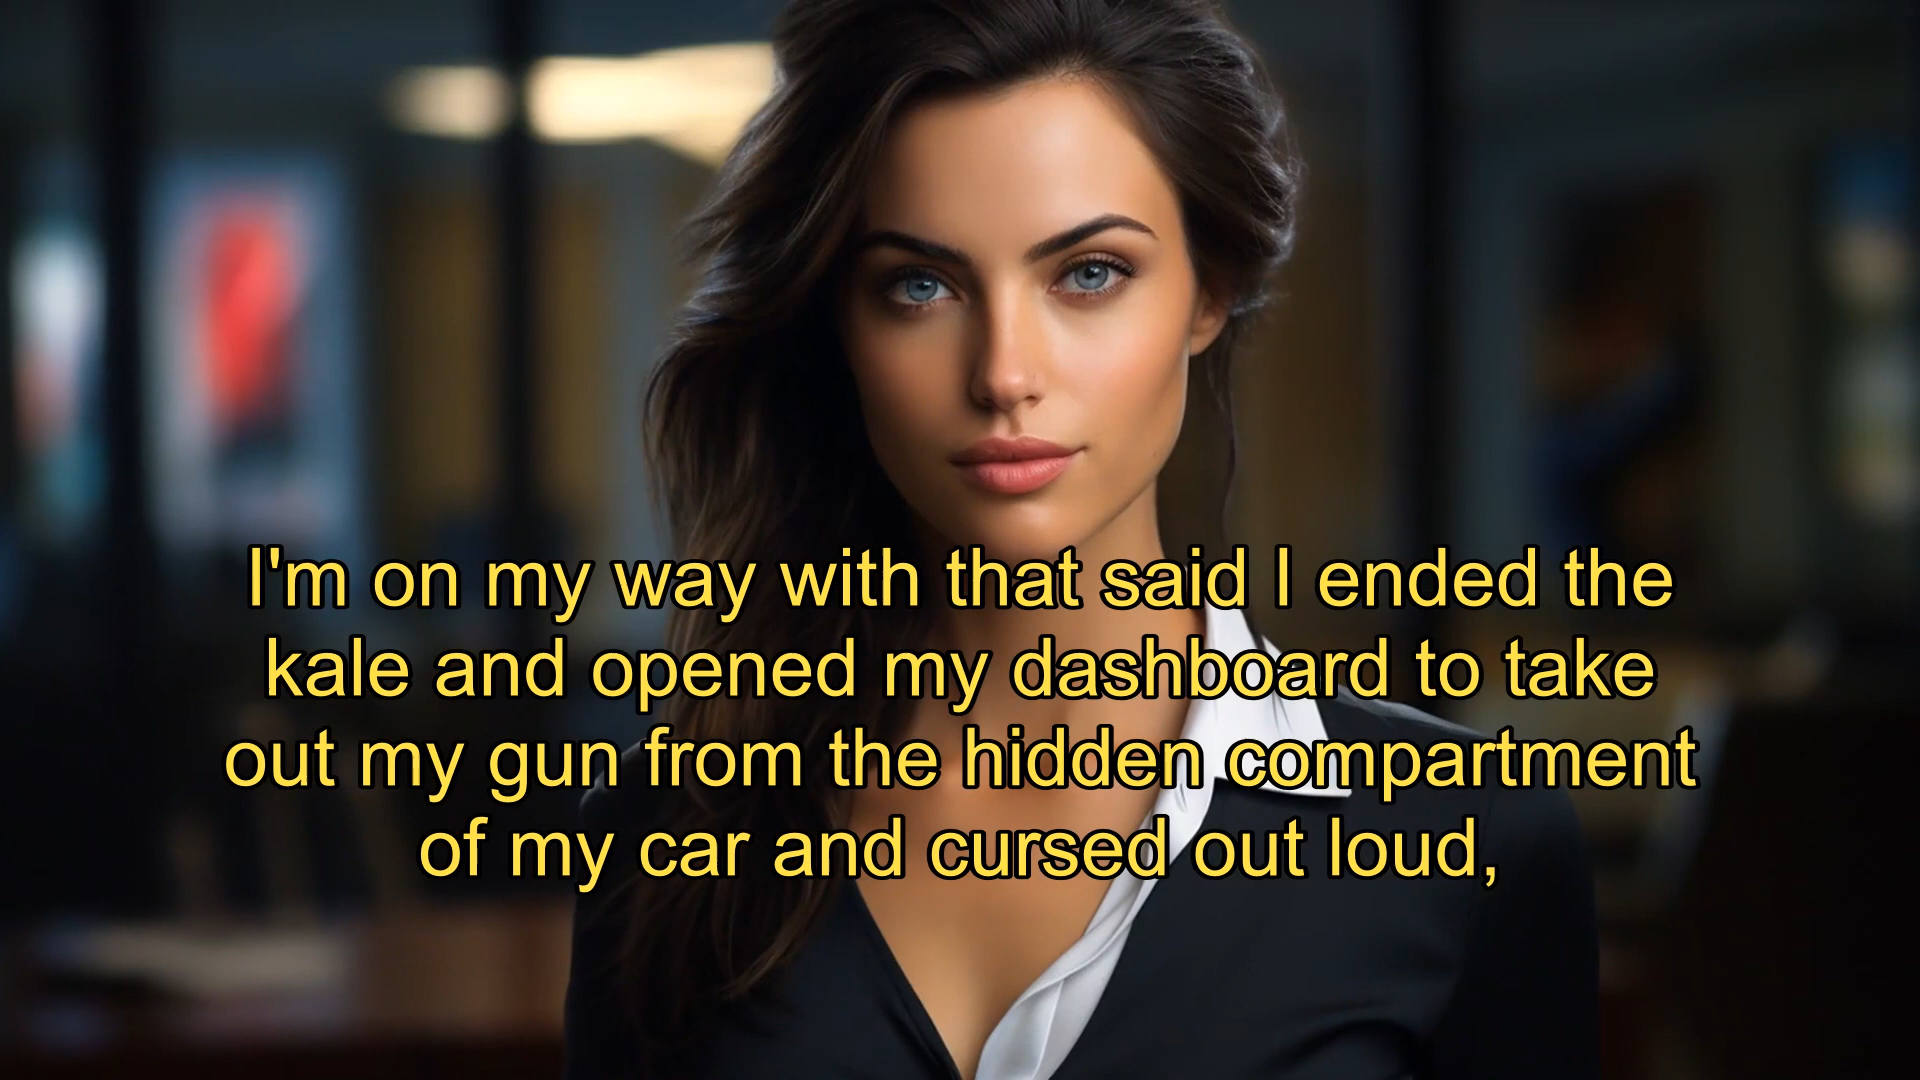 I'm on my way with that said I ended the
kale and opened my dashboard to take
out my gun from the hidden compartment
of my car and cursed out loud,